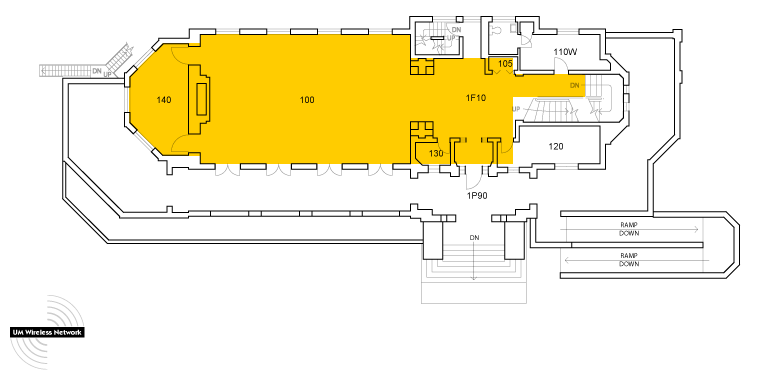 DN
UP
110W
105
DN
UP
140
100
1F10
DN
UP
130
120
1P90
DN
RAMP
DOWN
RAMP
DOWN
UM Wireless Network